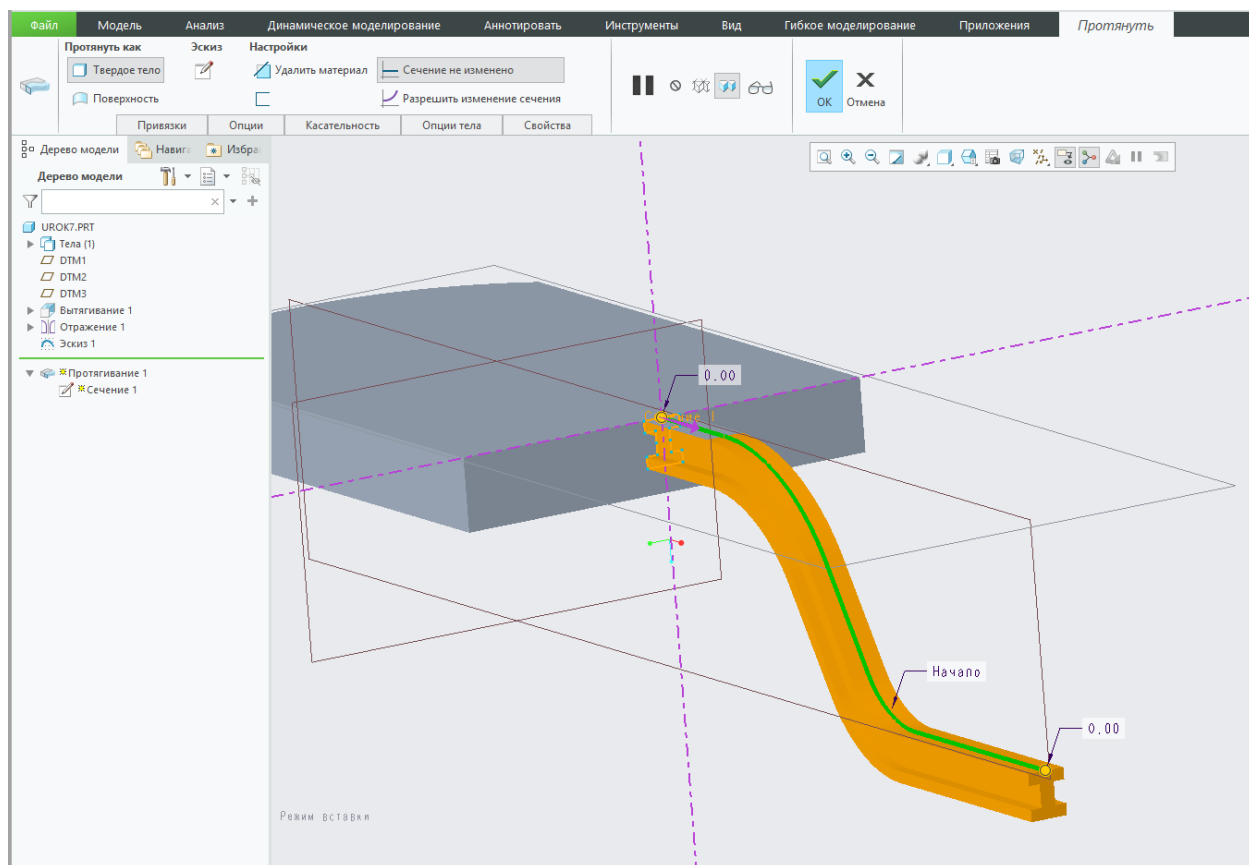 Файл Модель Анализ Динамическое моделирование Аннотировать Инструменты Вид Гибкое моделирование Приложения Протянуть
Протянуть как Эскиз Настройки
Твердое тело Удалить материал Сечение не изменено
Поверхность Разрешить изменение сечения
OK Отмена
Привязки Опции Касательность Опции тела Свойства
Дерево модели Навига Избра
Дерево модели
UROK7.PRT
Тела (1)
DTM1
DTM2
DTM3
Вытягивание 1
Отражение 1
Эскиз 1
Протягивание 1
Сечение 1
0.00
Начало
0.00
Режим вставки